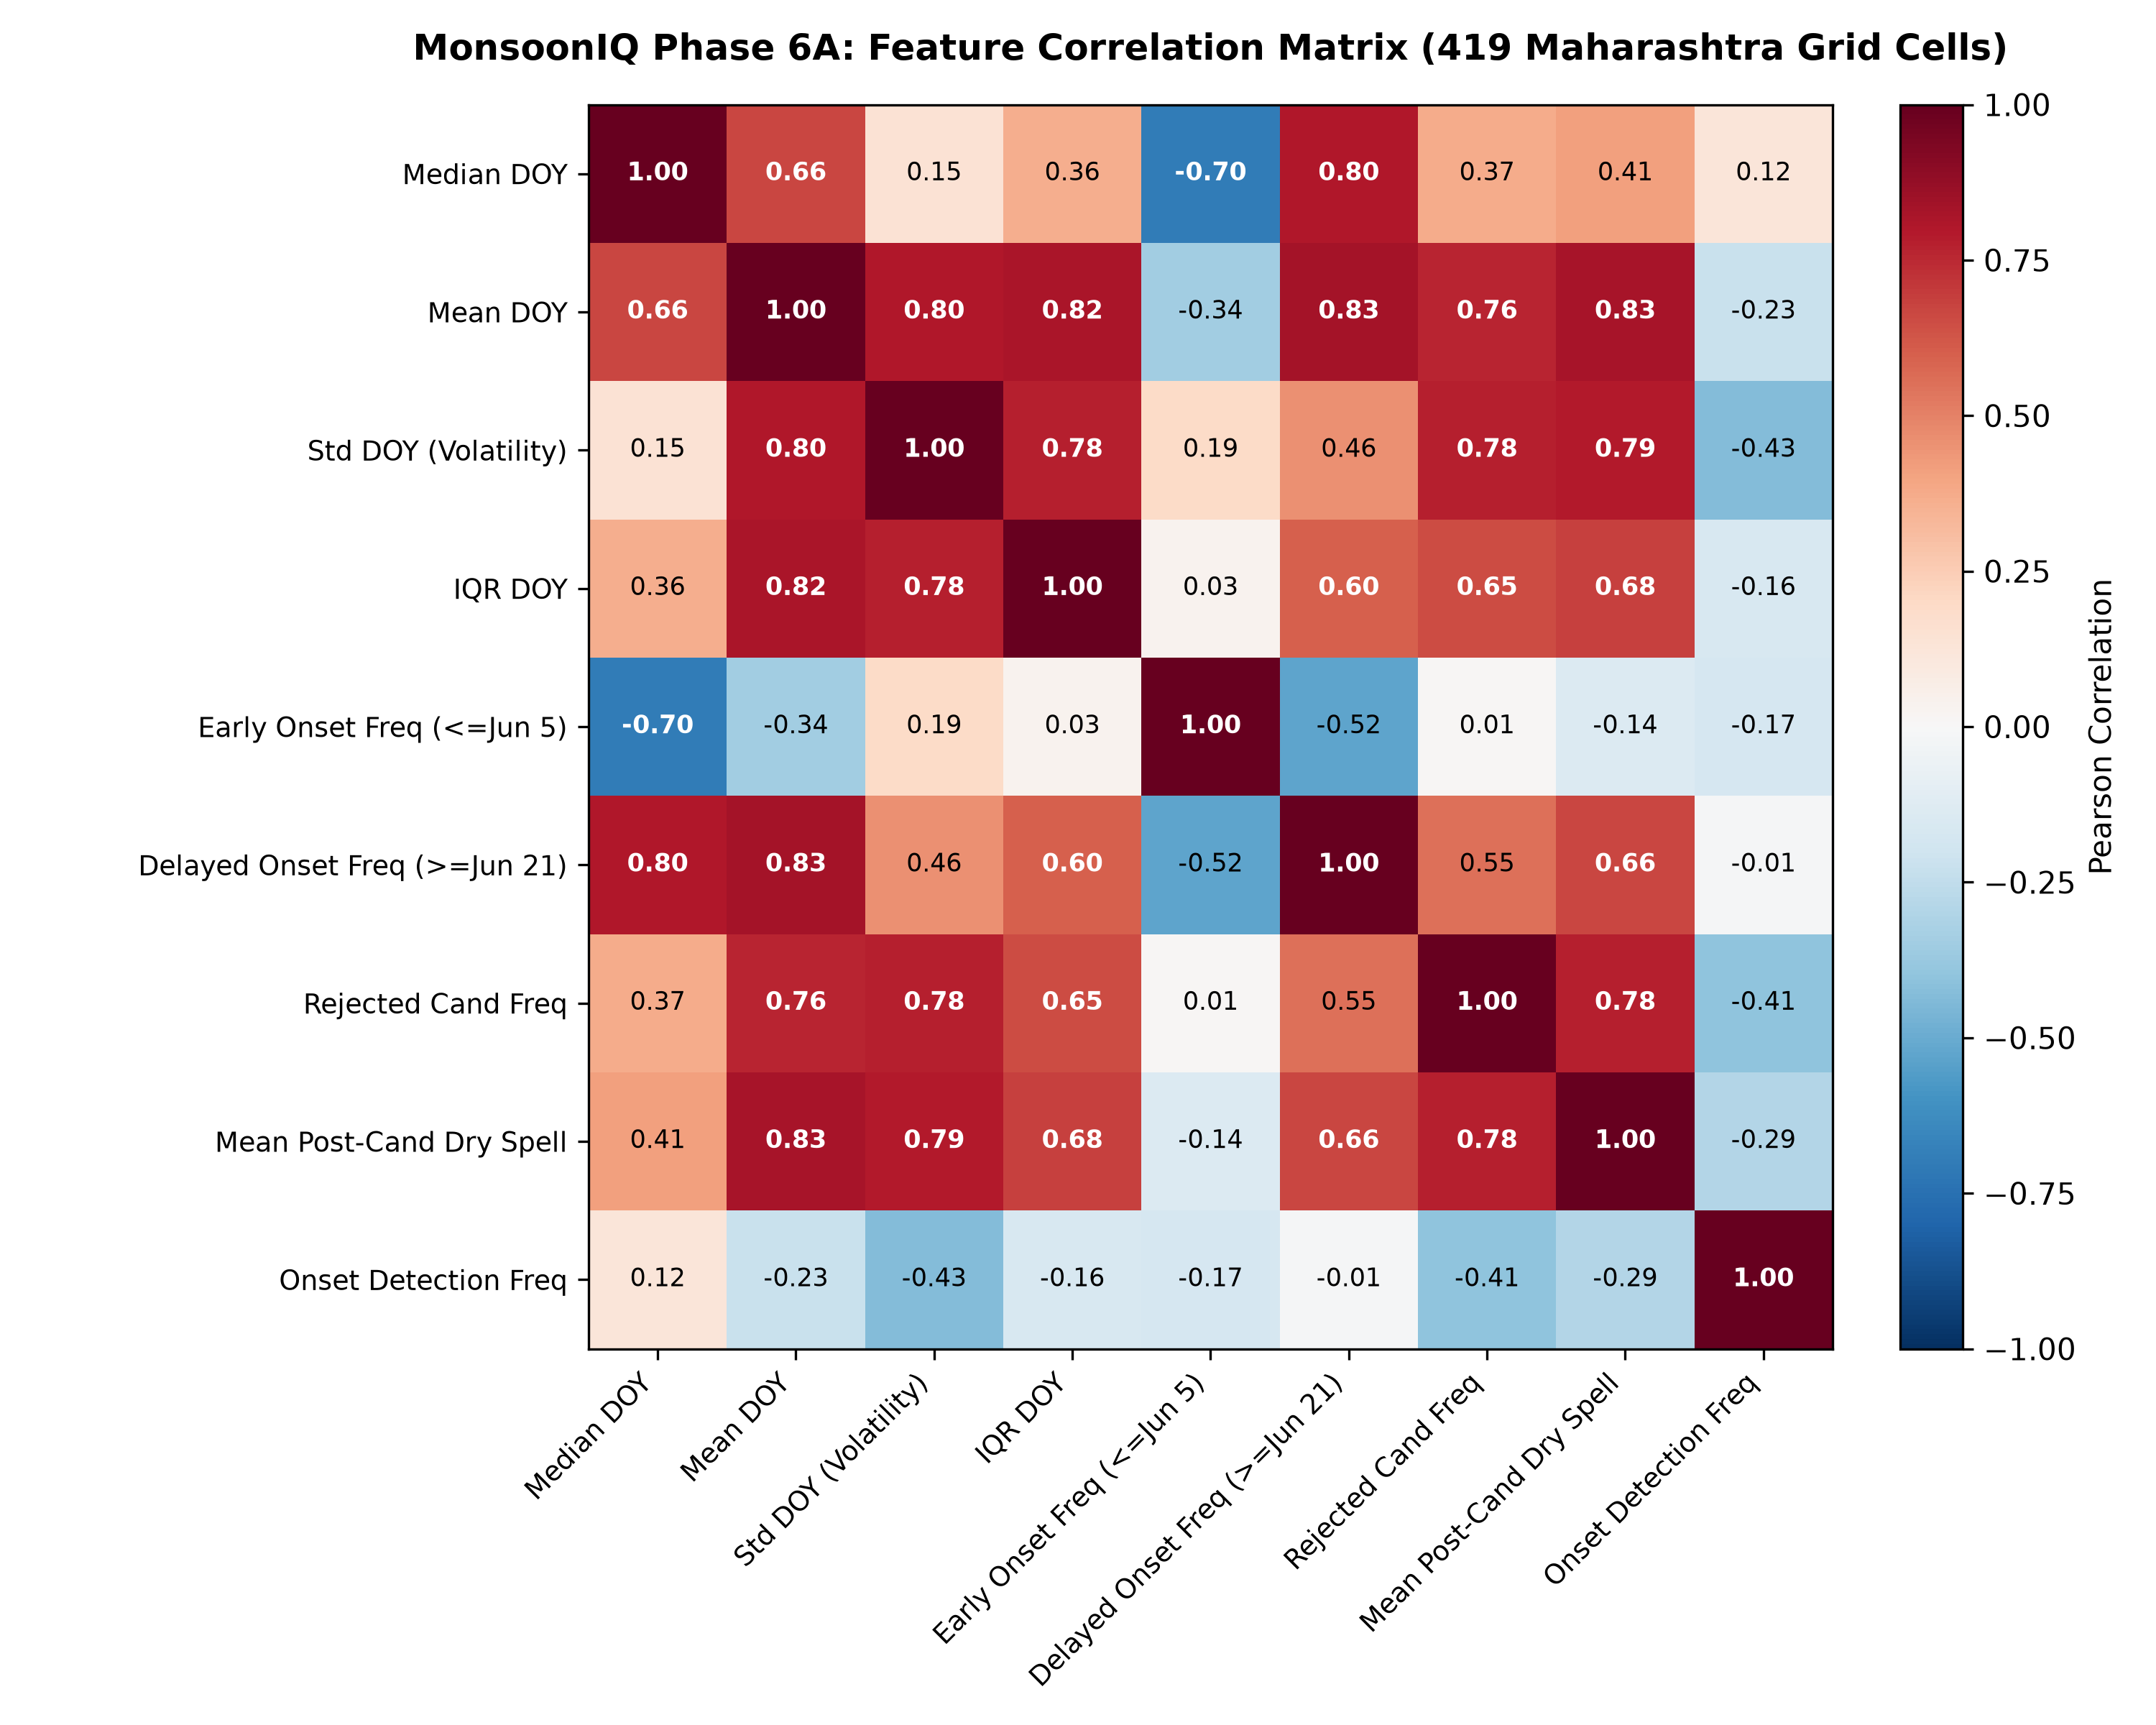 MonsoonIQ Phase 6A: Feature Correlation Matrix (419 Maharashtra Grid Cells)
Median DOY 1.00 0.66 0.15 0.36 -0.70 0.80 0.37 0.41 0.12
Mean DOY 0.66 1.00 0.80 0.82 -0.34 0.83 0.76 0.83 -0.23
Std DOY (Volatility) 0.15 0.80 1.00 0.78 0.19 0.46 0.78 0.79 -0.43
IQR DOY 0.36 0.82 0.78 1.00 0.03 0.60 0.65 0.68 -0.16
Early Onset Freq (<=Jun 5) -0.70 -0.34 0.19 0.03 1.00 -0.52 0.01 -0.14 -0.17
Delayed Onset Freq (>=Jun 21) 0.80 0.83 0.46 0.60 -0.52 1.00 0.55 0.66 -0.01
Rejected Cand Freq 0.37 0.76 0.78 0.65 0.01 0.55 1.00 0.78 -0.41
Mean Post-Cand Dry Spell 0.41 0.83 0.79 0.68 -0.14 0.66 0.78 1.00 -0.29
Onset Detection Freq 0.12 -0.23 -0.43 -0.16 -0.17 -0.01 -0.41 -0.29 1.00
Median DOY
Mean DOY
Std DOY (Volatility)
IQR DOY
Early Onset Freq (<=Jun 5)
Delayed Onset Freq (>=Jun 21)
Rejected Cand Freq
Mean Post-Cand Dry Spell
Onset Detection Freq
1.00
0.75
0.50
0.25
0.00
−0.25
−0.50
−0.75
−1.00
Pearson Correlation